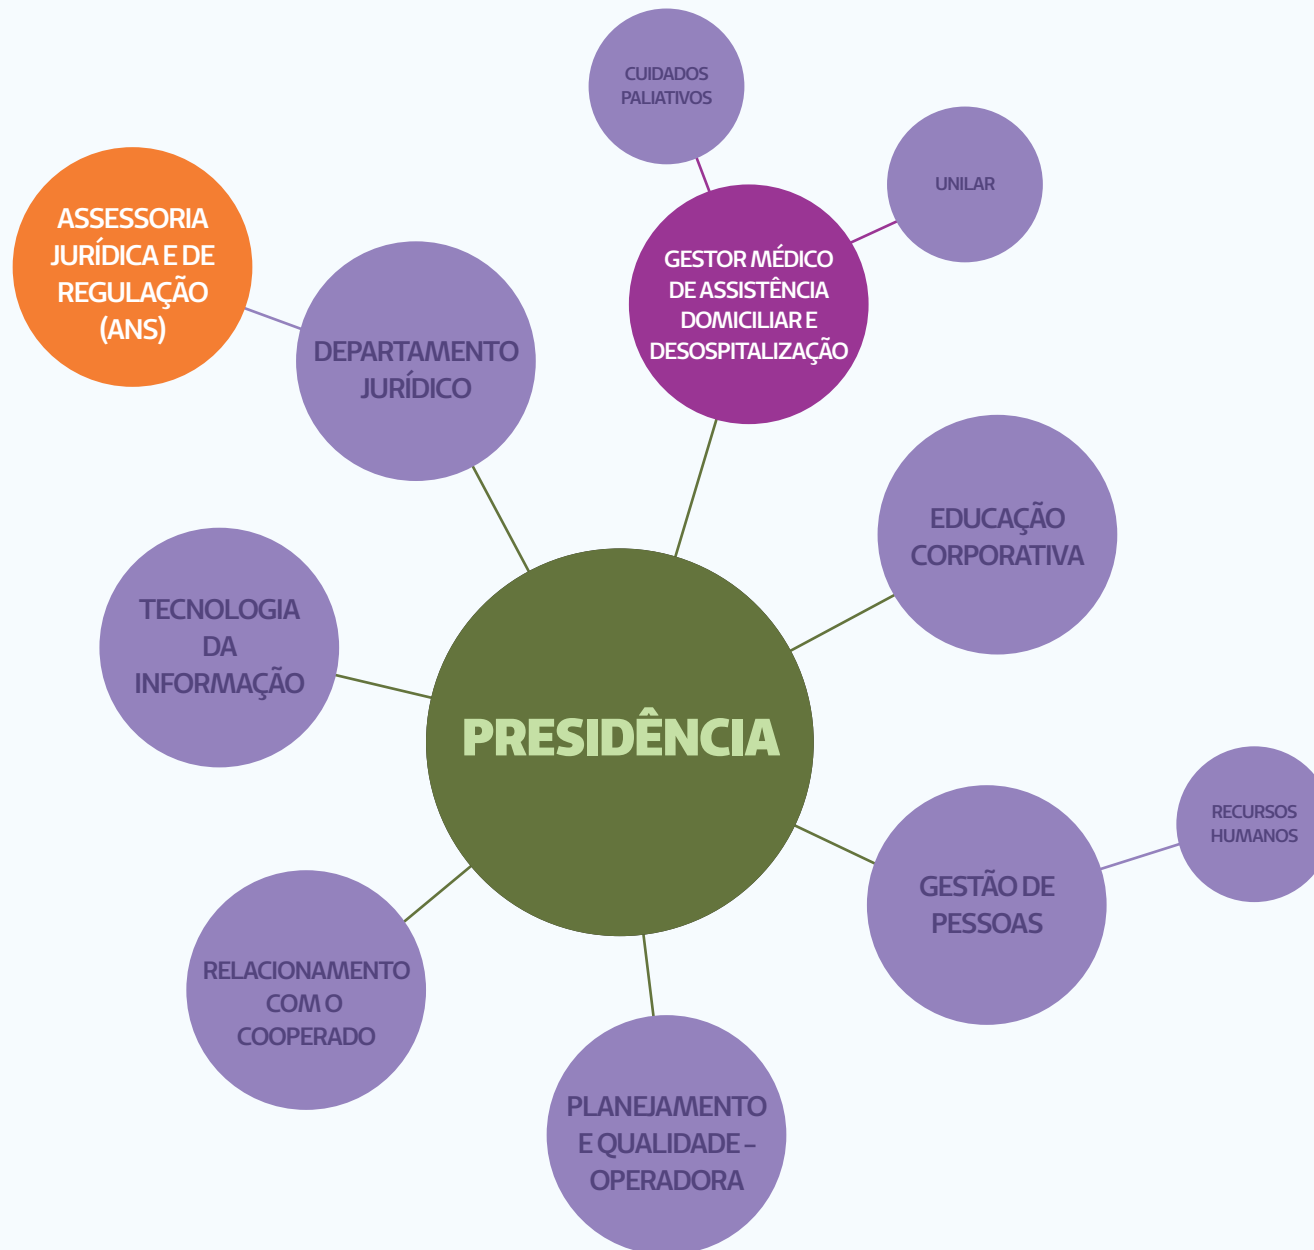 CUIDADOS
PALIATIVOS
UNILAR
ASSESSORIA
JURÍDICA E DE
REGULAÇÃO
(ANS)
GESTOR MÉDICO
DE ASSISTÊNCIA
DOMICILIAR E
DESOSPITALIZAÇÃO
DEPARTAMENTO
JURÍDICO
EDUCAÇÃO
CORPORATIVA
TECNOLOGIA
DA
INFORMAÇÃO
PRESIDÊNCIA
RECURSOS
HUMANOS
GESTÃO DE
PESSOAS
RELACIONAMENTO
COM O
COOPERADO
PLANEJAMENTO
E QUALIDADE –
OPERADORA